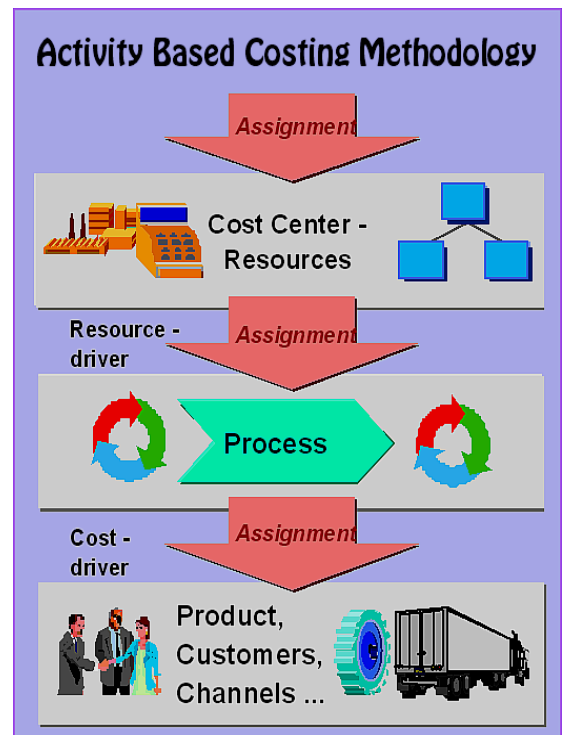 Activity Based Costing Methodology
Assignment
Cost Center -
Resources
Resource -
driver
Assignment
Process
Cost -
driver
Assignment
Product,
Customers,
Channels ...